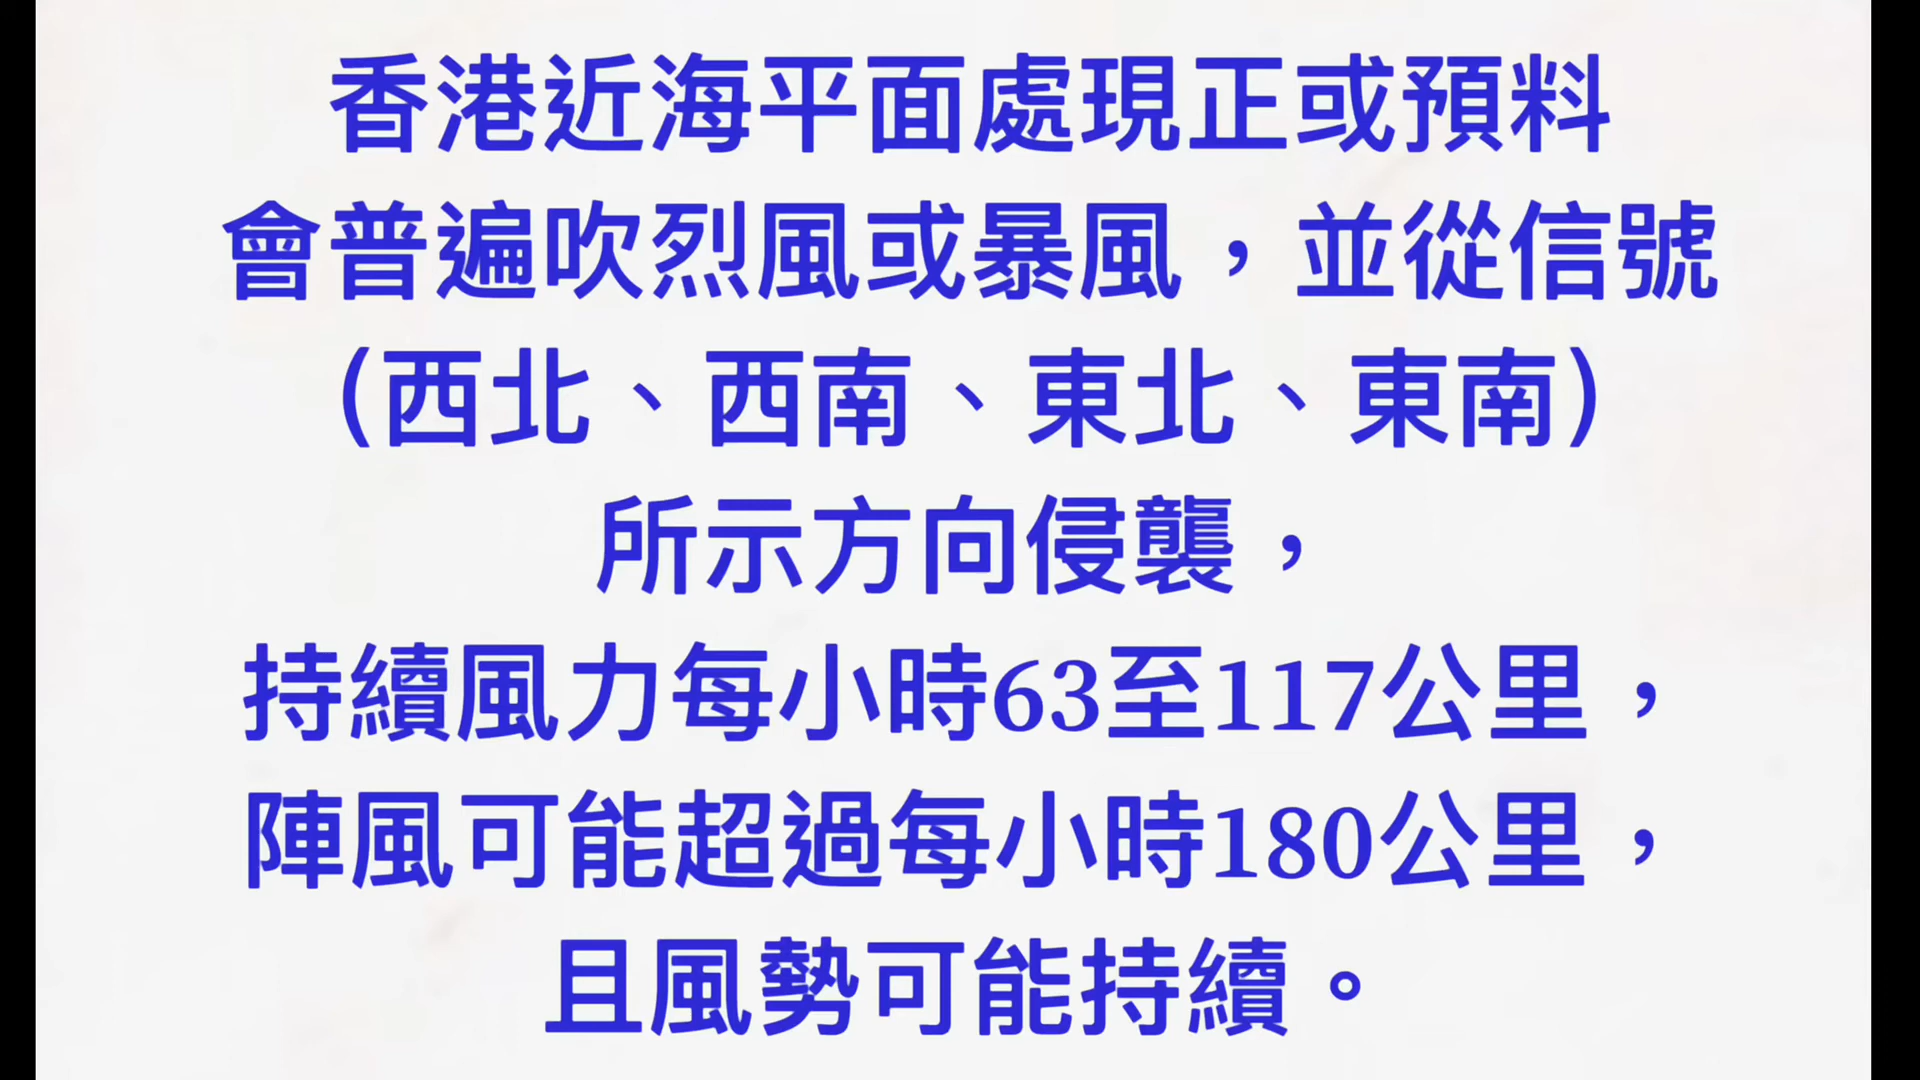 香港近海平面處現正或預料
會普遍吹烈風或暴風，並從信號
（西北、西南、東北、東南）
所示方向侵襲，
持續風力每小時63至117公里，
陣風可能超過每小時180公里，
且風勢可能持續。